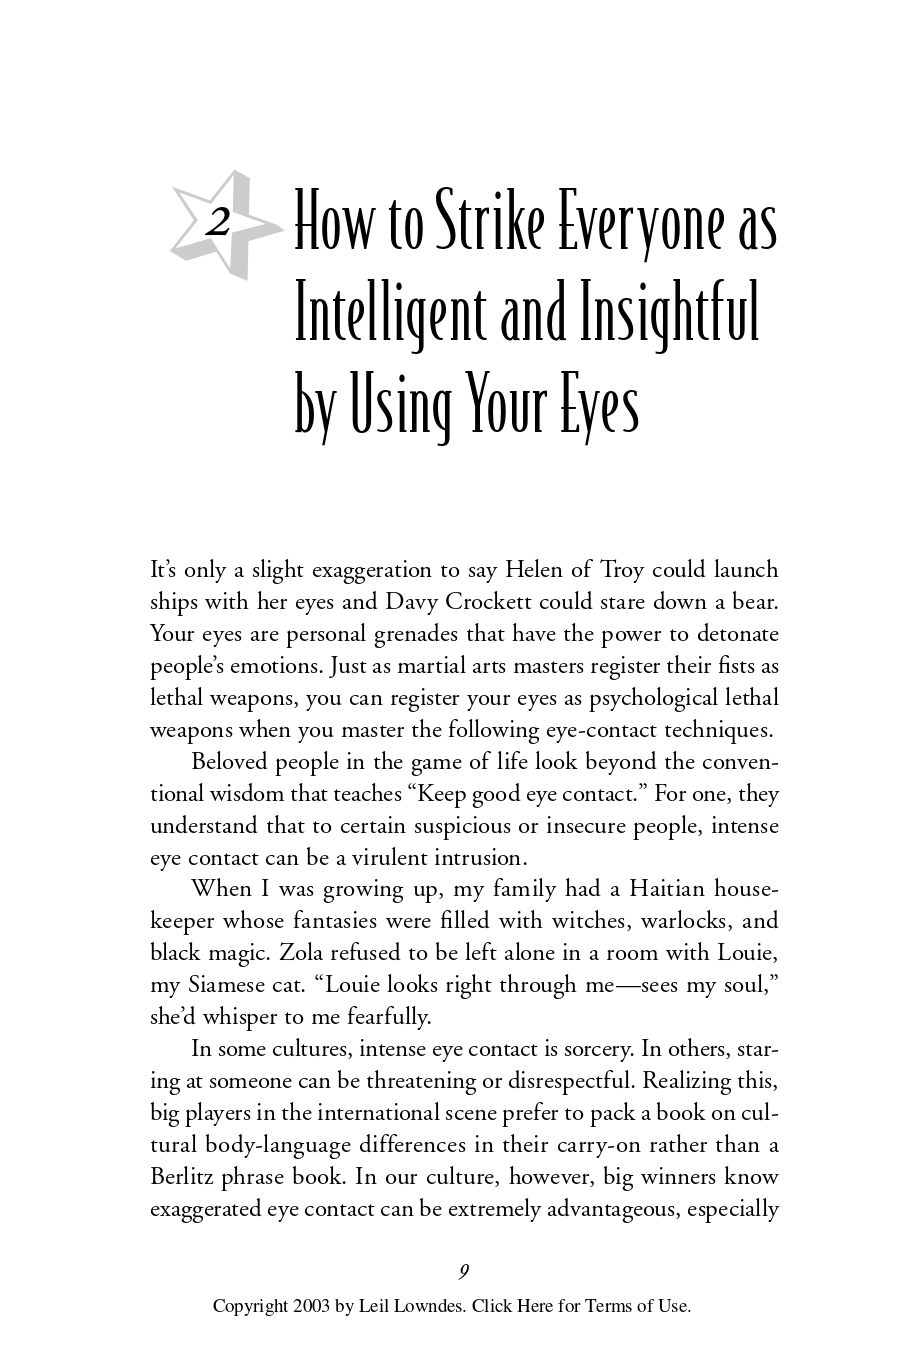 2
How to Strike Everyone as
Intelligent and Insightful
by Using Your Eyes
It’s only a slight exaggeration to say Helen of Troy could launch
ships with her eyes and Davy Crockett could stare down a bear.
Your eyes are personal grenades that have the power to detonate
people’s emotions. Just as martial arts masters register their fists as
lethal weapons, you can register your eyes as psychological lethal
weapons when you master the following eye-contact techniques.
Beloved people in the game of life look beyond the conven-
tional wisdom that teaches “Keep good eye contact.” For one, they
understand that to certain suspicious or insecure people, intense
eye contact can be a virulent intrusion.
When I was growing up, my family had a Haitian house-
keeper whose fantasies were filled with witches, warlocks, and
black magic. Zola refused to be left alone in a room with Louie,
my Siamese cat. “Louie looks right through me—sees my soul,”
she’d whisper to me fearfully.
In some cultures, intense eye contact is sorcery. In others, star-
ing at someone can be threatening or disrespectful. Realizing this,
big players in the international scene prefer to pack a book on cul-
tural body-language differences in their carry-on rather than a
Berlitz phrase book. In our culture, however, big winners know
exaggerated eye contact can be extremely advantageous, especially
9
Copyright 2003 by Leil Lowndes. Click Here for Terms of Use.